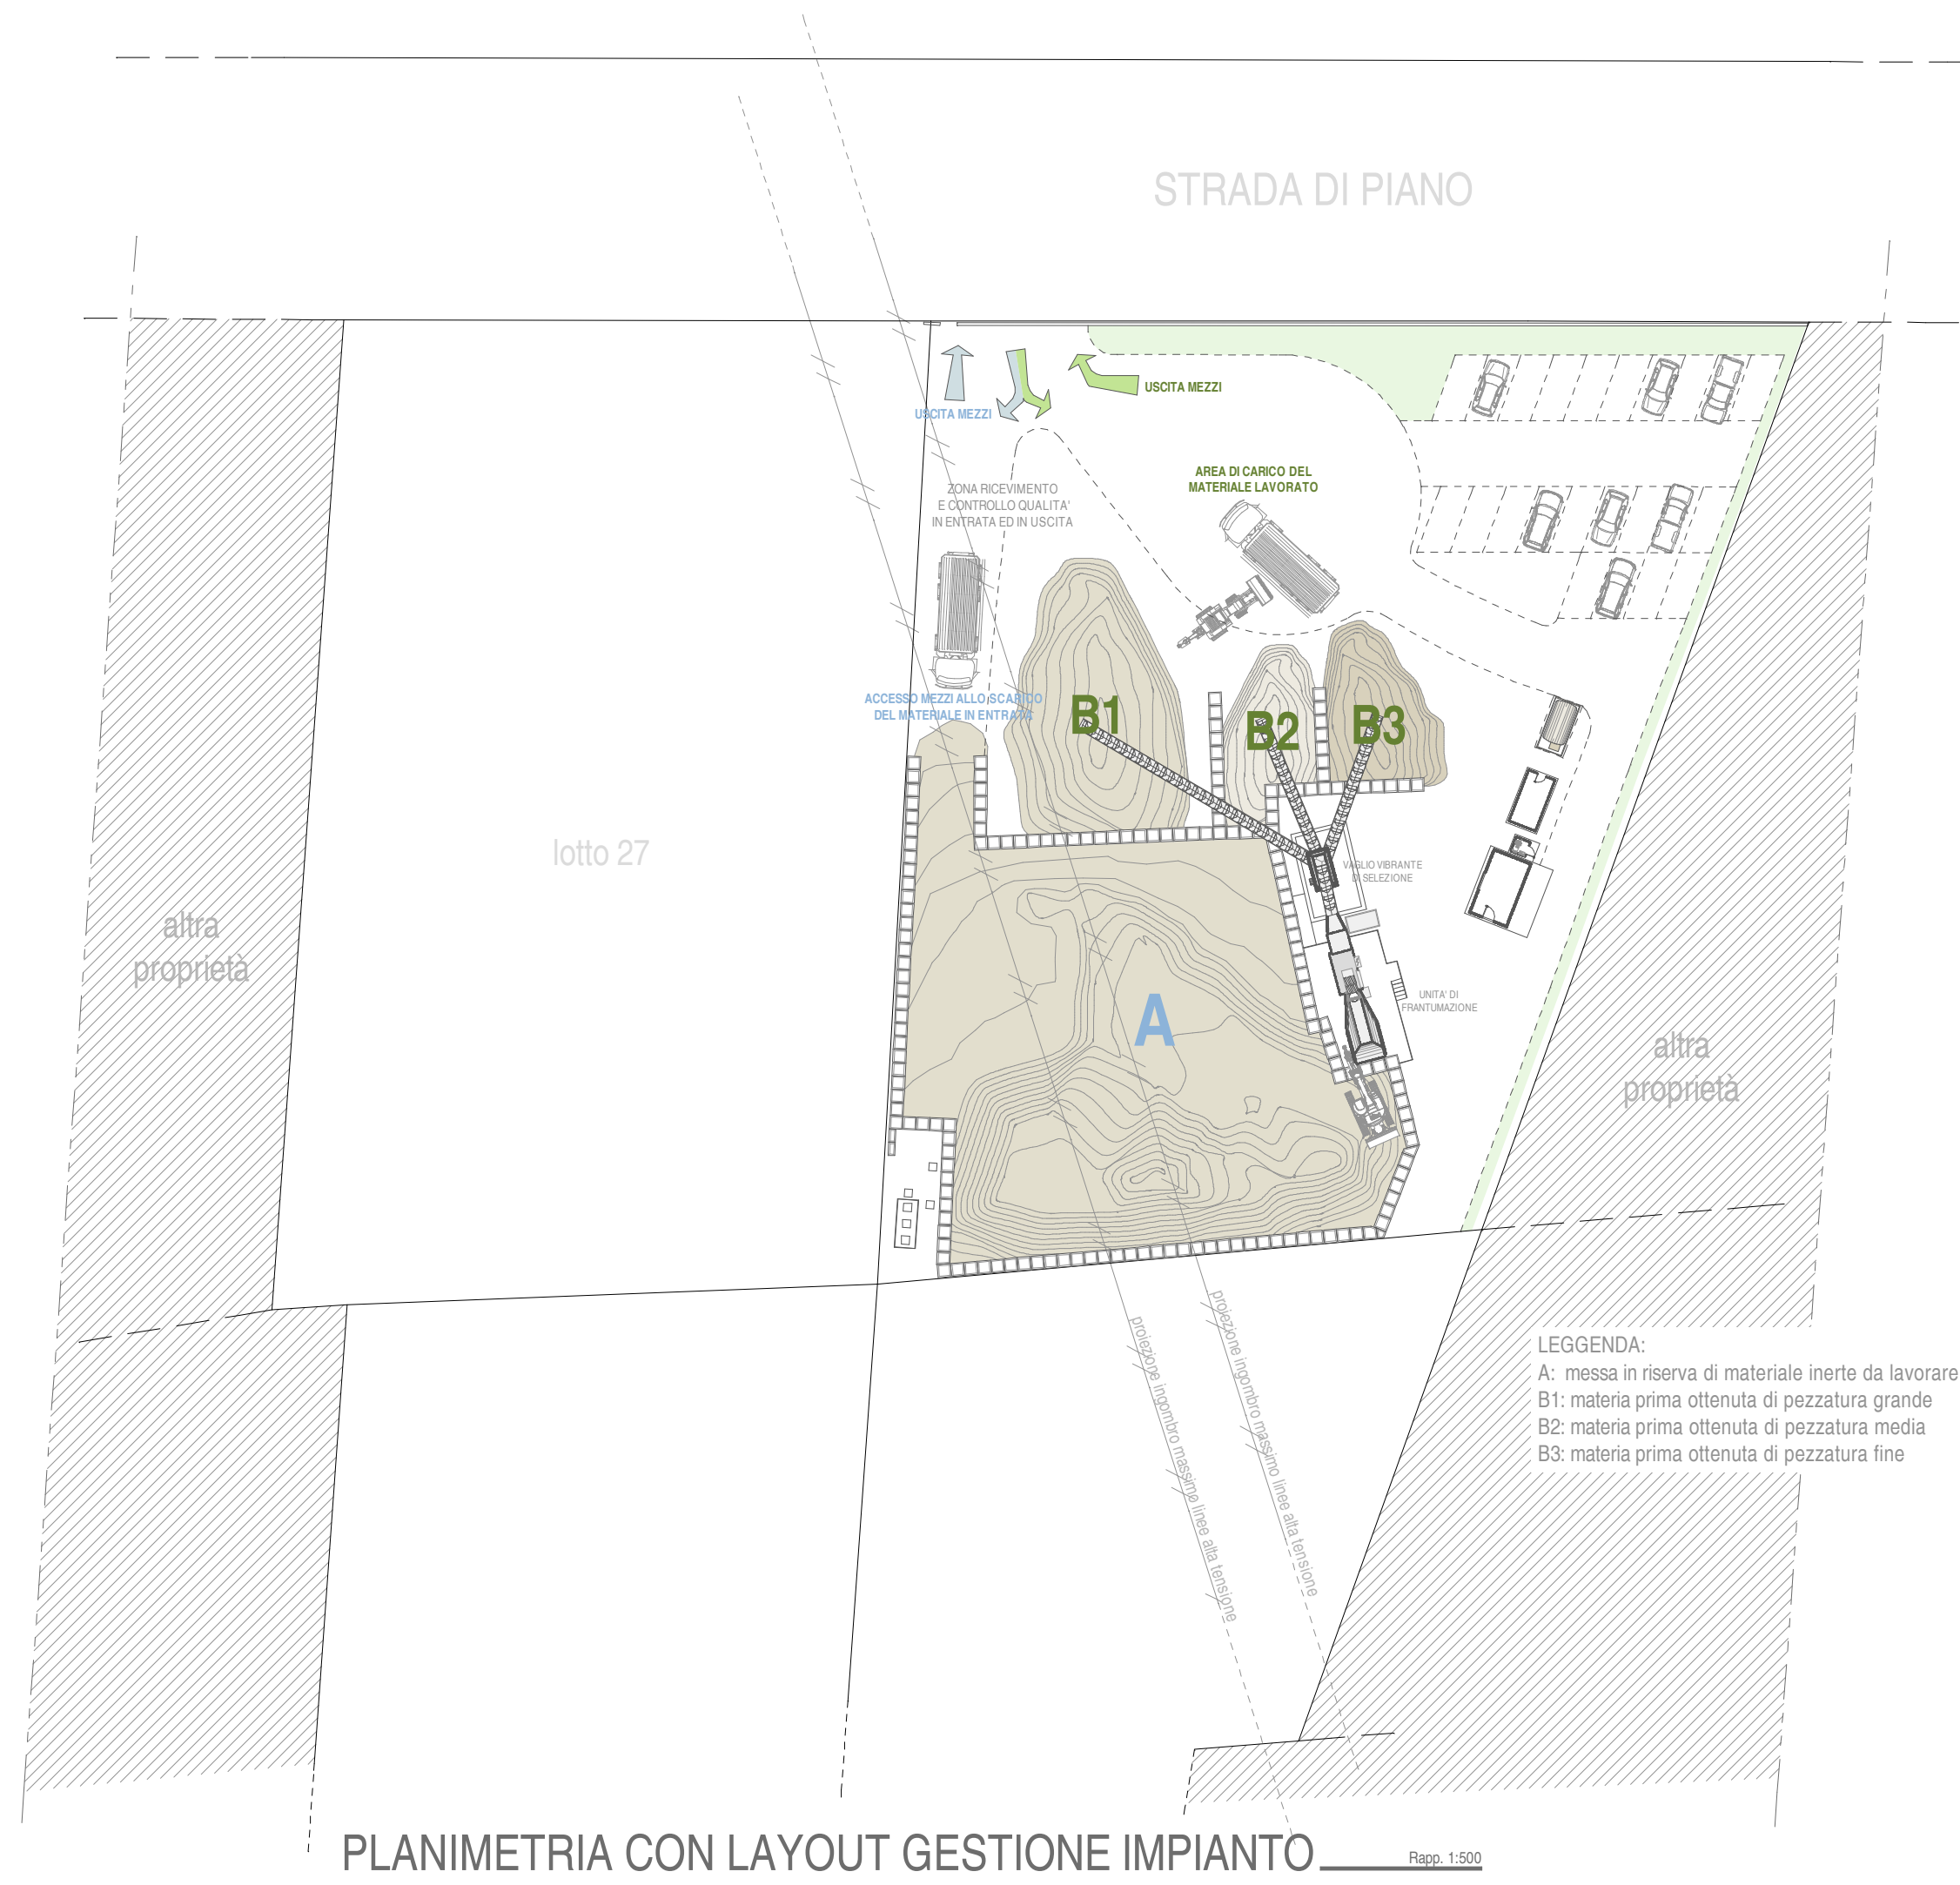 STRADA DI PIANO
USCITA MEZZI
USCITA MEZZI
AREA DI CARICO DEL
MATERIALE LAVORATO
ZONA RICEVIMENTO
E CONTROLLO QUALITA'
IN ENTRATA ED IN USCITA
ACCESSO MEZZI ALLO SCARICO
DEL MATERIALE IN ENTRATA
B1
B2
B3
lotto 27
VAGLIO VIBRANTE
DI SELEZIONE
altra
proprietà
A
UNITA' DI
FRANTUMAZIONE
altra
proprietà
proiezione ingombro massimo linee alta tensione
proiezione ingombro massimo linee alta tensione
LEGGENDA:
A: messa in riserva di materiale inerte da lavorare
B1: materia prima ottenuta di pezzatura grande
B2: materia prima ottenuta di pezzatura media
B3: materia prima ottenuta di pezzatura fine
PLANIMETRIA CON LAYOUT GESTIONE IMPIANTO
Rapp. 1:500